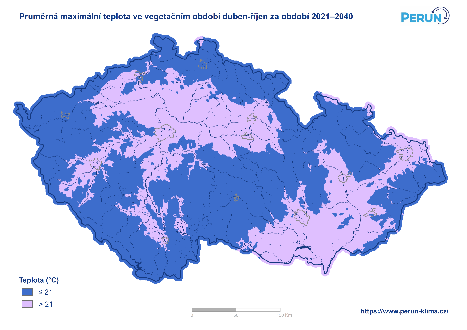 Průměrná maximální teplota ve vegetačním období duben-říjen za období 2021–2040
PERUN
Teplota (°C)
≤ 21
> 21
https://www.perun-klima.cz/